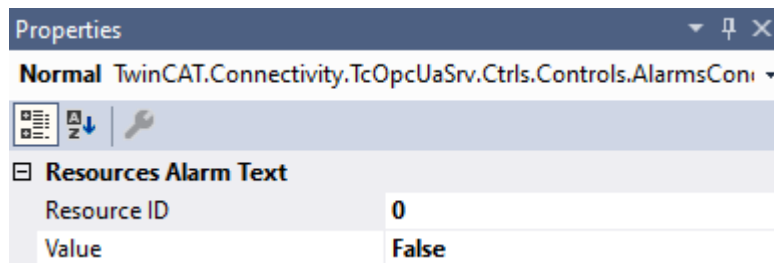 Properties
Normal TwinCAT.Connectivity.TcOpcUaSrv.Ctrls.Controls.AlarmsCon
Resources Alarm Text
Resource ID 0
Value False